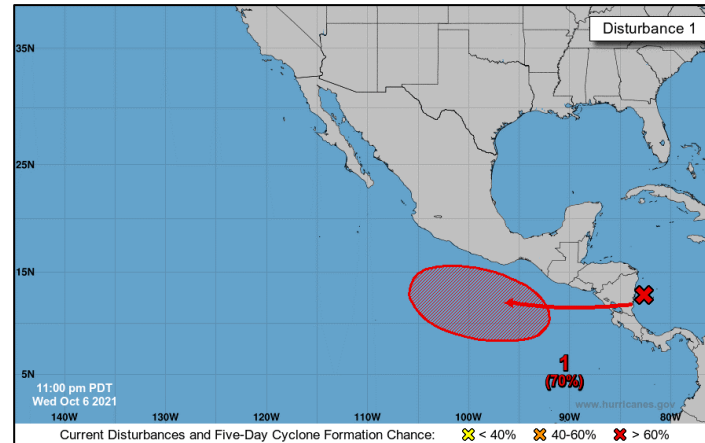 Disturbance 1
35N
25N
15N
5N
1
(70%)
11:00 pm PDT
Wed Oct 6 2021
www.hurricanes.gov
140W 130W 120W 110W 100W 90W 80W
Current Disturbances and Five-Day Cyclone Formation Chance: < 40% 40-60% > 60%